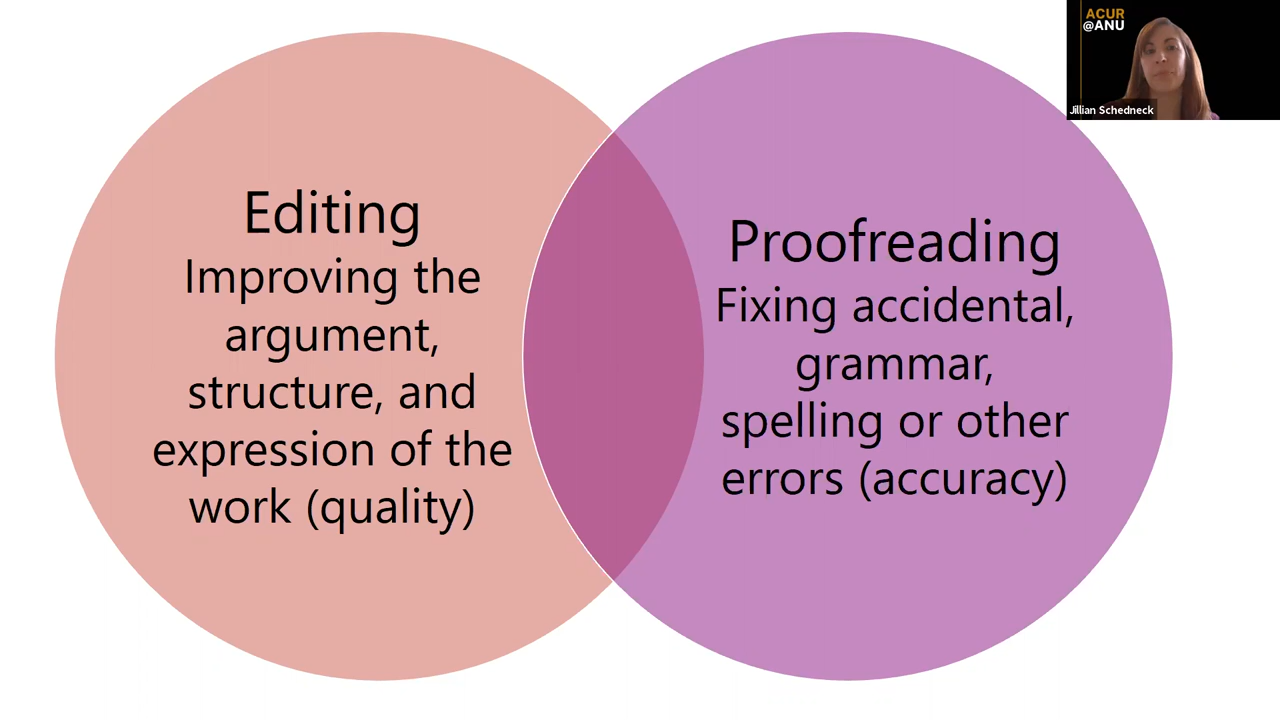 Editing
Improving the
argument,
structure, and
expression of the
work (quality)
Proofreading
Fixing accidental,
grammar,
spelling or other
errors (accuracy)
ACUR
@ANU
Jillian Schedneck